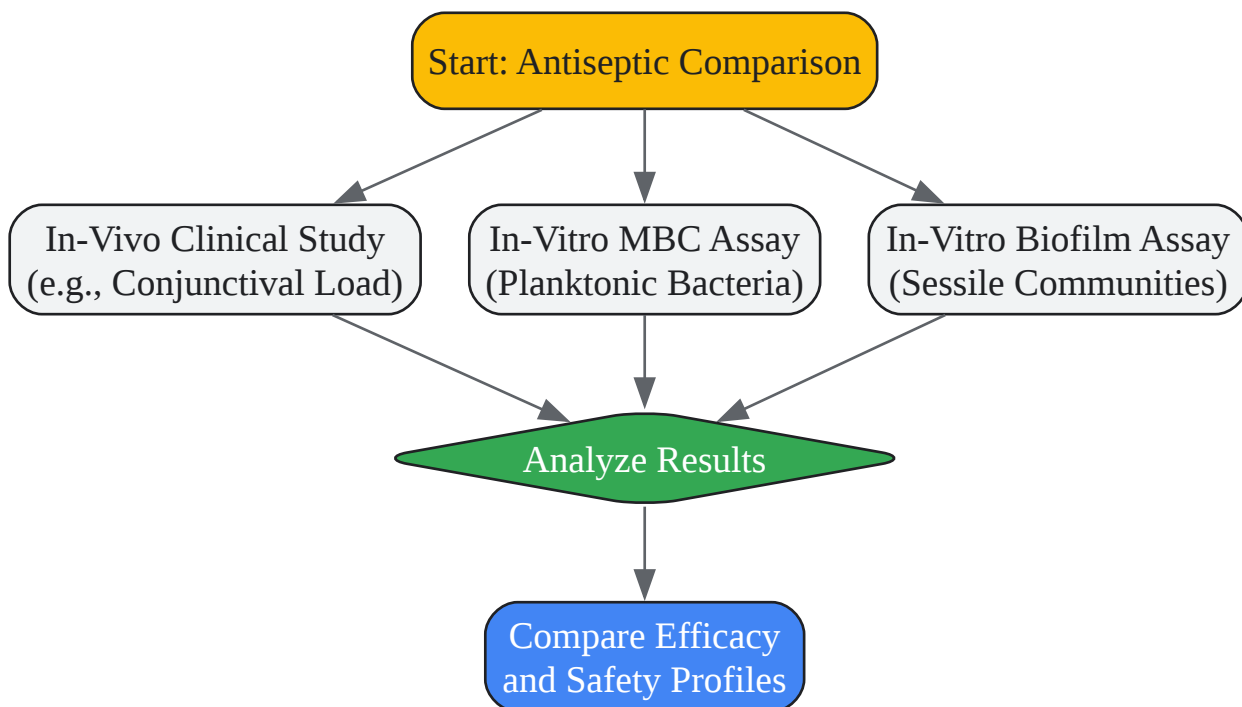 Start: Antiseptic Comparison
In-Vivo Clinical Study
(e.g., Conjunctival Load)
In-Vitro MBC Assay
(Planktonic Bacteria)
In-Vitro Biofilm Assay
(Sessile Communities)
Analyze Results
Compare Efficacy
and Safety Profiles